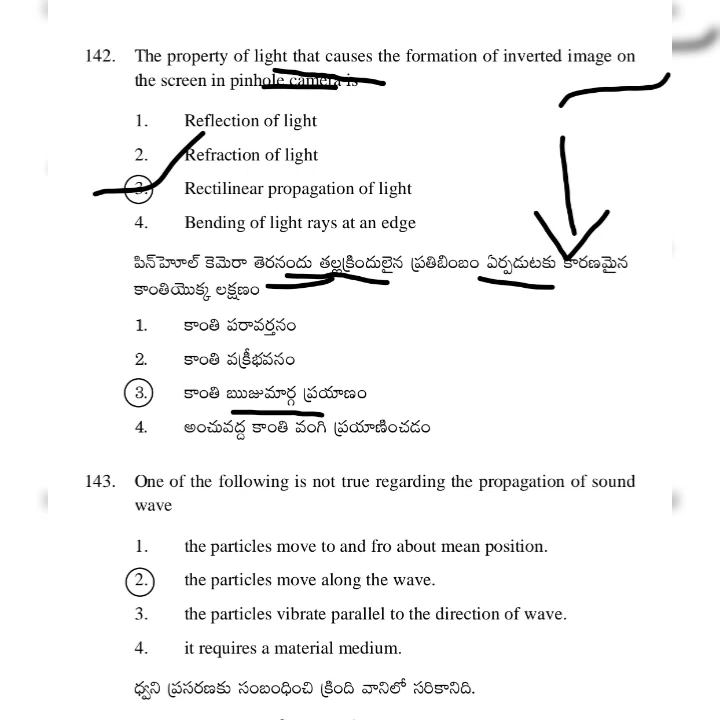 142. The property of light that causes the formation of inverted image on
the screen in pinhole camera is
1. Reflection of light
2. Refraction of light
3. Rectilinear propagation of light
4. Bending of light rays at an edge
పిన్‌హెూల్ కెమెరా తెరనందు తల్లక్రిందులైన ప్రతిబింబం ఏర్పడుటకు కారణమైన
కాంతియొక్క లక్షణం
1. కాంతి పరావర్తనం
2. కాంతి వక్రీభవనం
3. కాంతి ఋజుమార్గ ప్రయాణం
4. అంచువద్ద కాంతి వంగి ప్రయాణించడం
143. One of the following is not true regarding the propagation of sound
wave
1. the particles move to and fro about mean position.
2. the particles move along the wave.
3. the particles vibrate parallel to the direction of wave.
4. it requires a material medium.
ధ్వని ప్రసరణకు సంబంధించి క్రింది వానిలో సరికానిది.